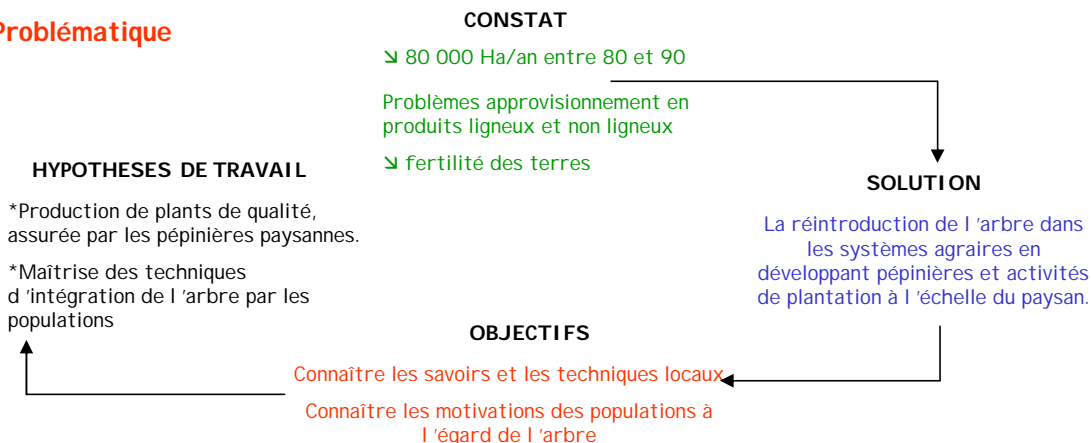 Problématique
CONSTAT
➘ 80 000 Ha/an entre 80 et 90
Problèmes approvisionnement en
produits ligneux et non ligneux
➘ fertilité des terres
SOLUTION
La réintroduction de l 'arbre dans
les systèmes agraires en
développant pépinières et activités
de plantation à l 'échelle du paysan.
OBJECTIFS
Connaître les savoirs et les techniques locaux
Connaître les motivations des populations à
l 'égard de l 'arbre
HYPOTHESES DE TRAVAIL
*Production de plants de qualité,
assurée par les pépinières paysannes.
*Maîtrise des techniques
d 'intégration de l 'arbre par les
populations